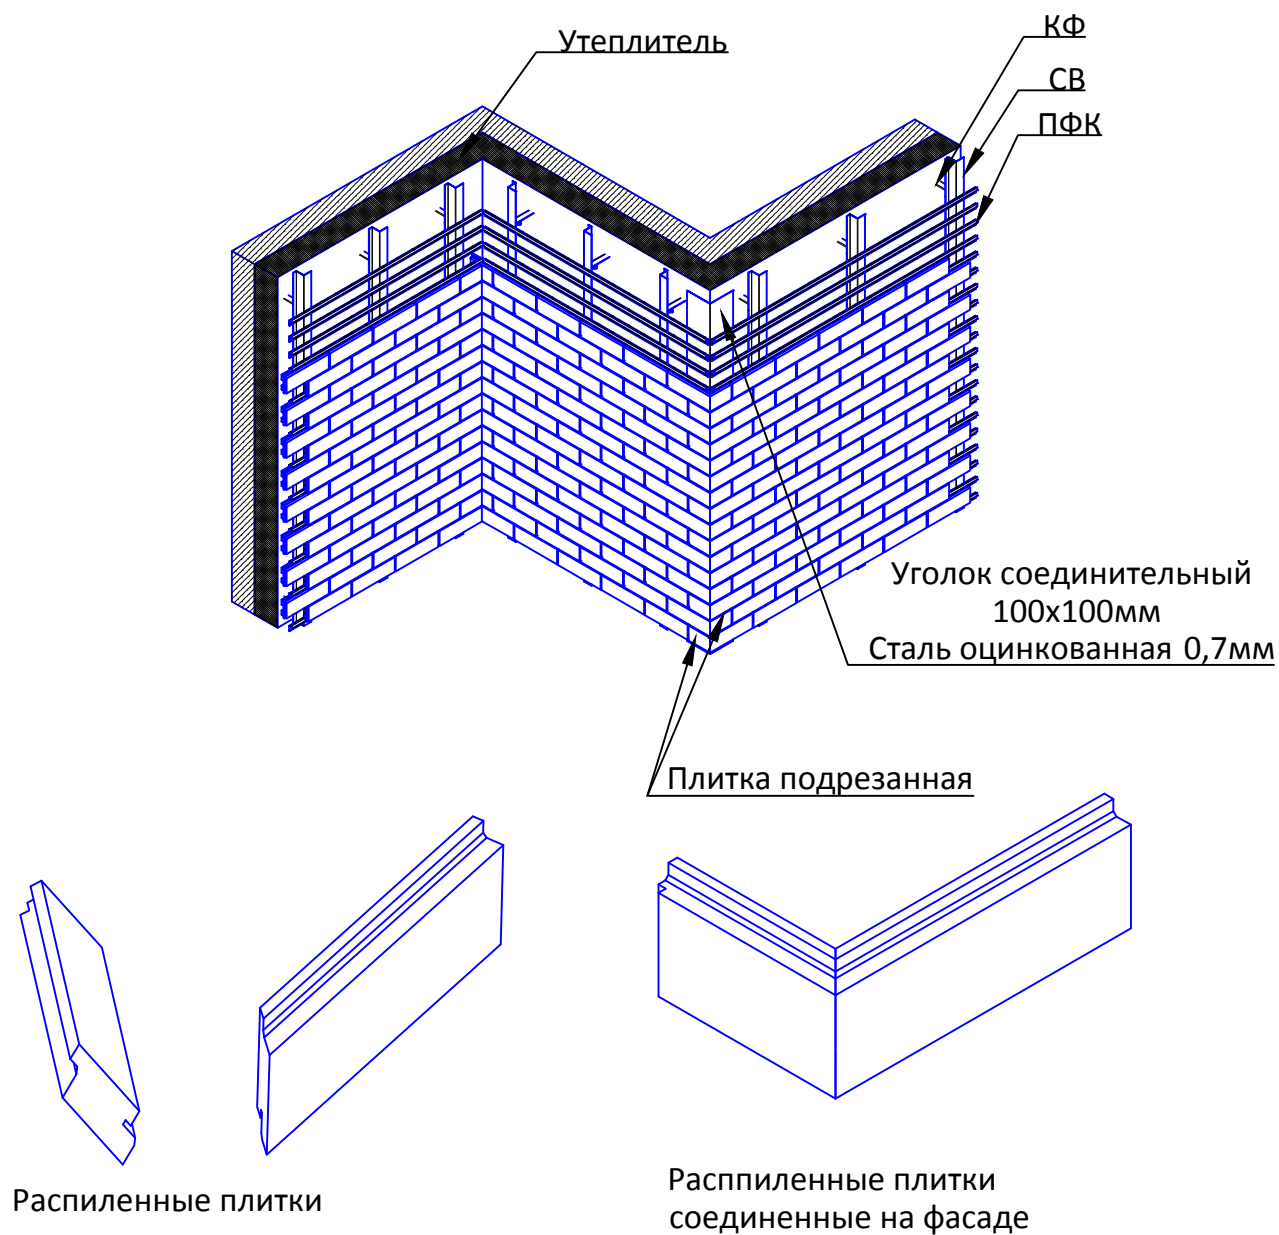 Утеплитель
КФ
СВ
ПФК
Уголок соединительный
100х100мм
Сталь оцинкованная 0,7мм
Плитка подрезанная
Распиленные плитки
Расппиленные плитки
соединенные на фасаде